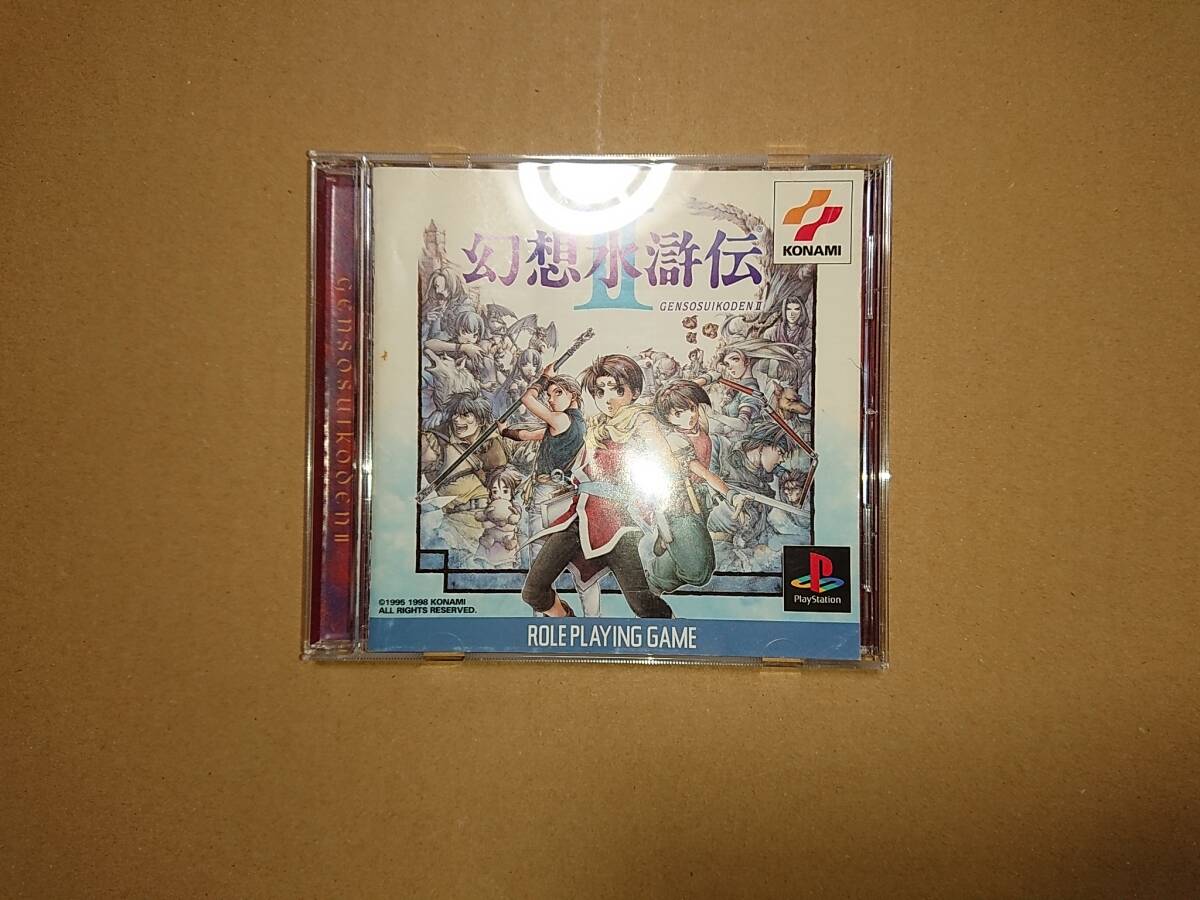 GENSOSUIKODEN II
II
幻想水滸伝®
GENSOSUIKODEN II
KONAMI
PlayStation
©1995 1998 KONAMI
ALL RIGHTS RESERVED.
ROLE PLAYING GAME